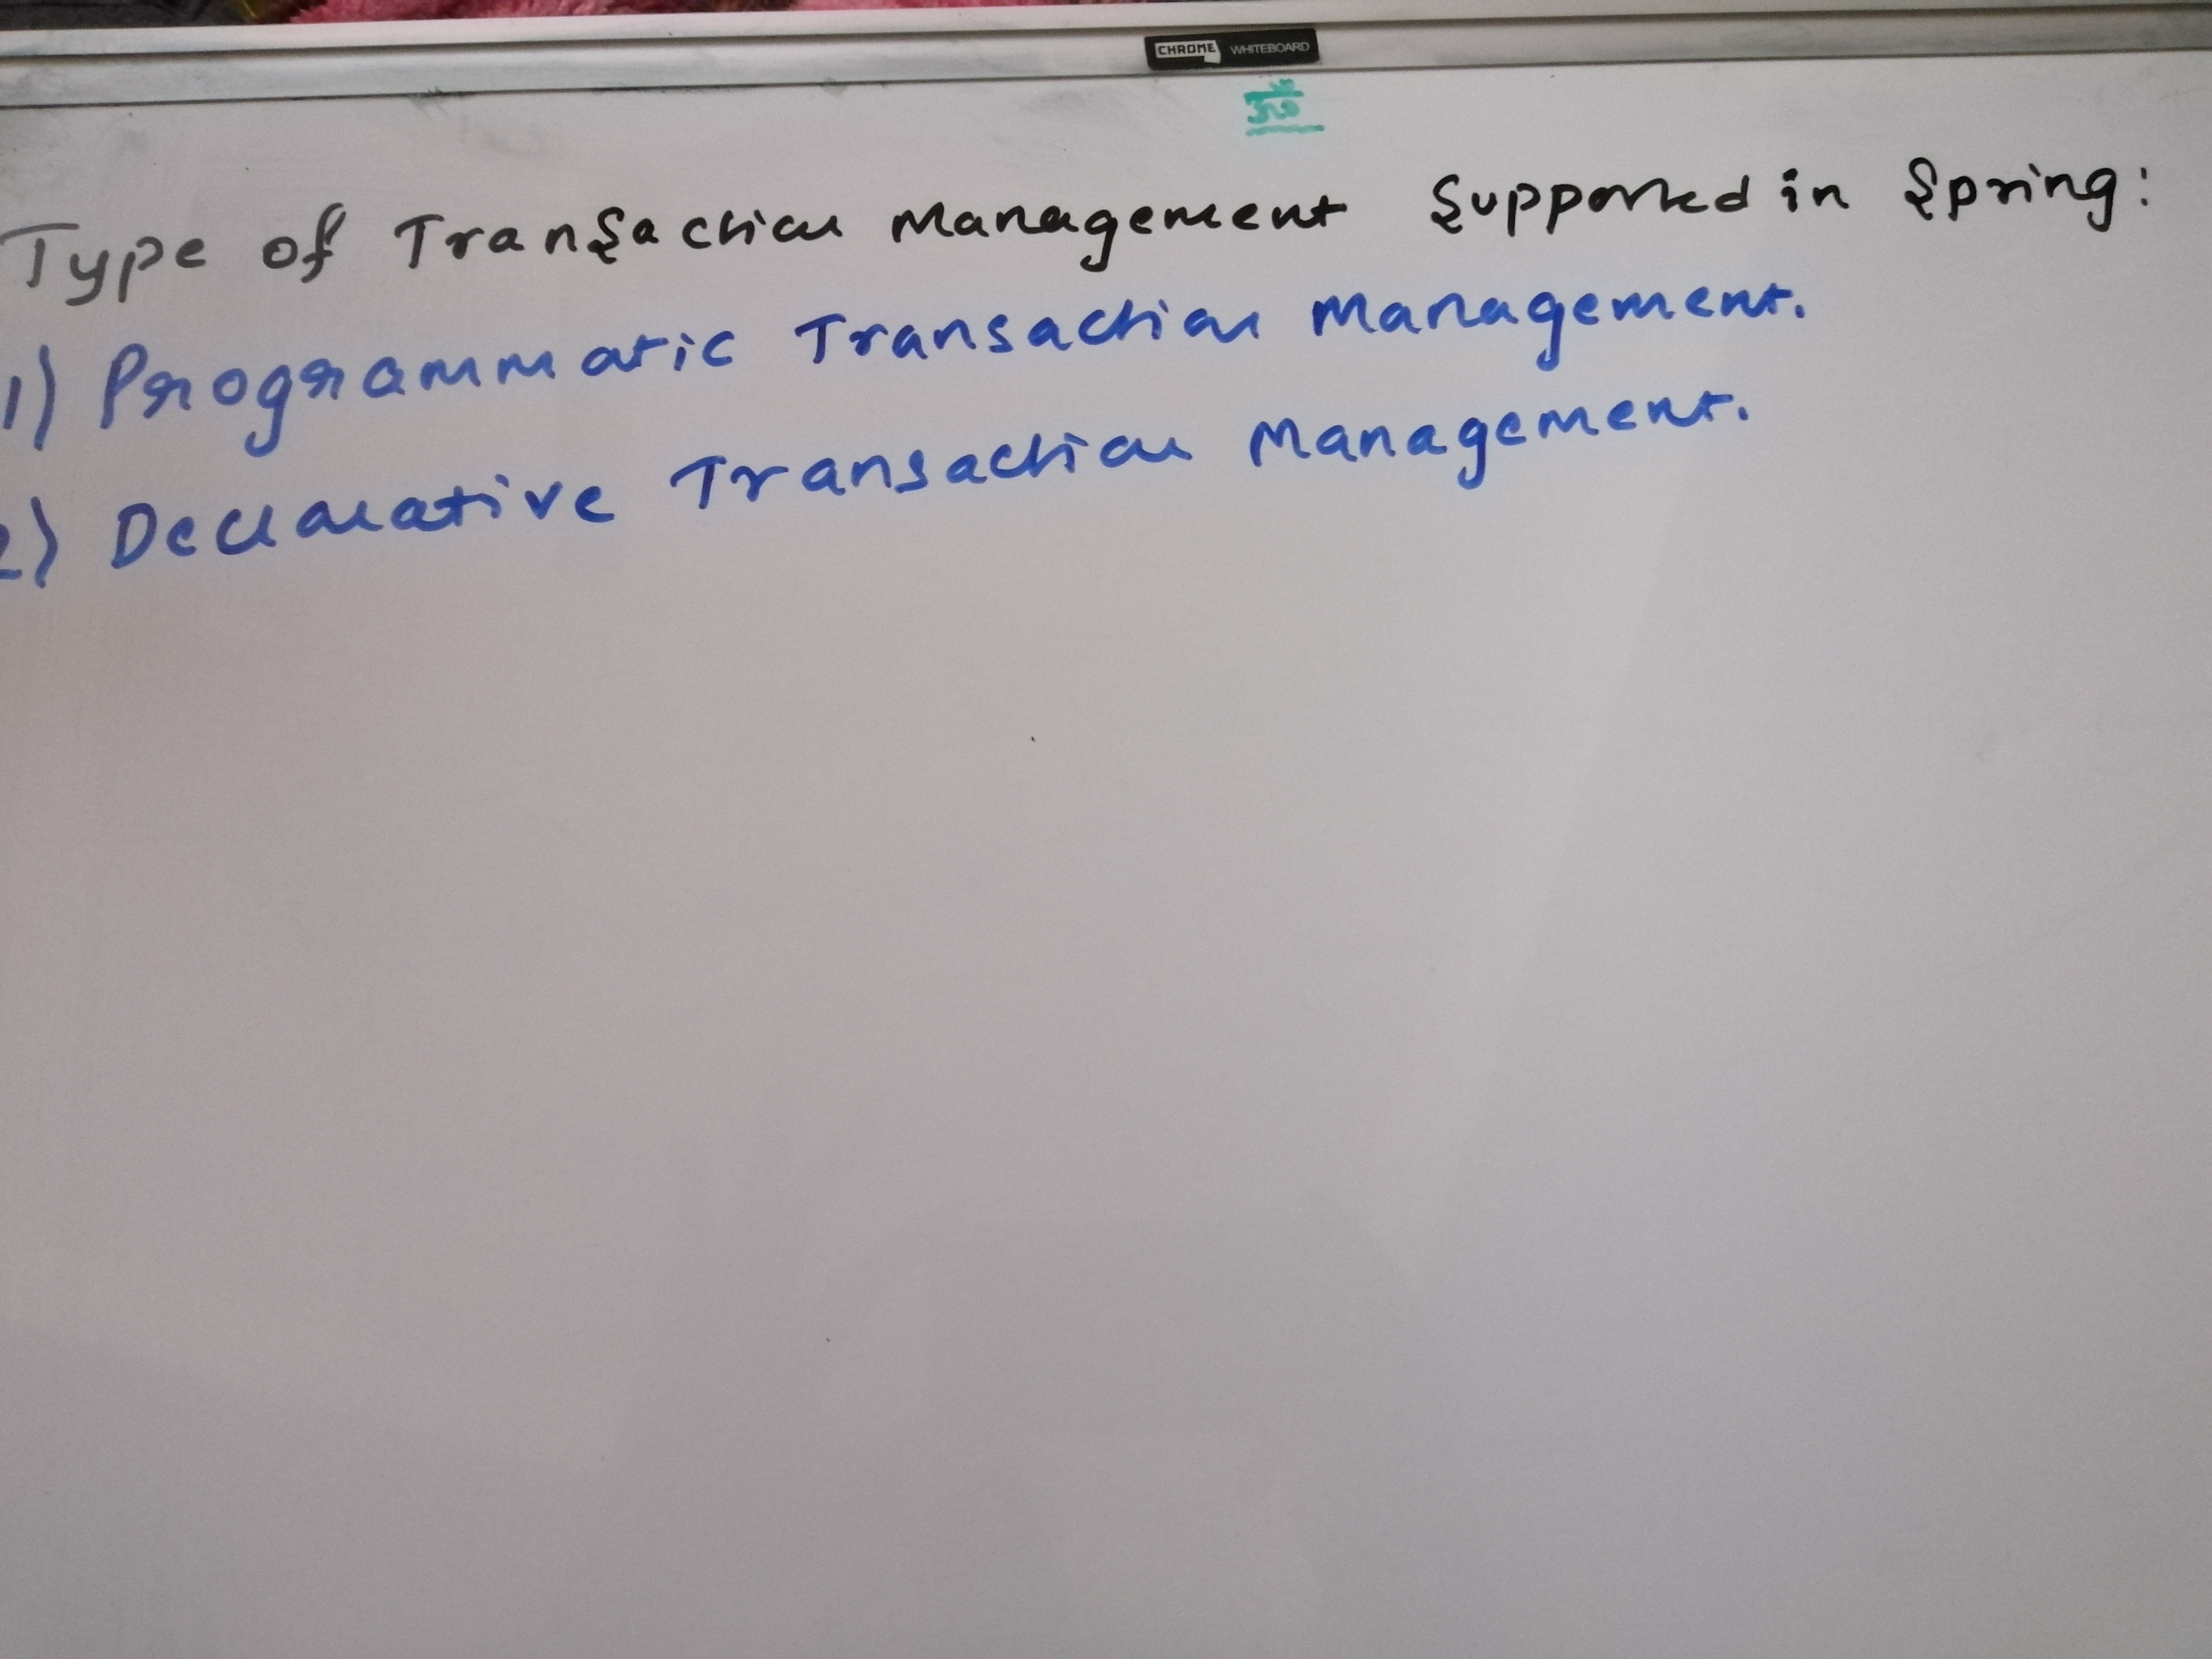 CHROME WHITEBOARD
Type of Transaction Management Supported in Spring:
1) Programmatic Transaction Management.
2) Declarative Transaction Management.